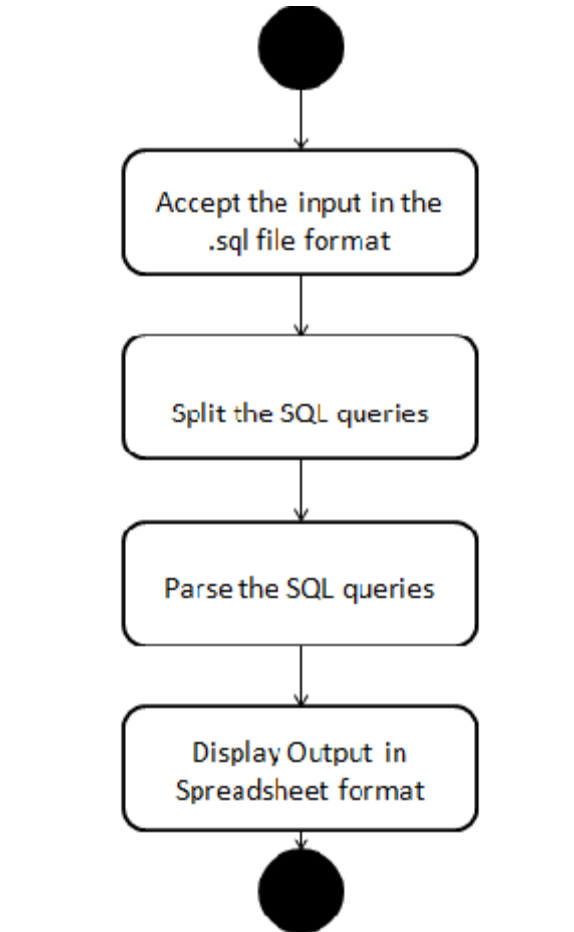 Accept the input in the
.sql file format
Split the SQL queries
Parse the SQL queries
Display Output in
Spreadsheet format